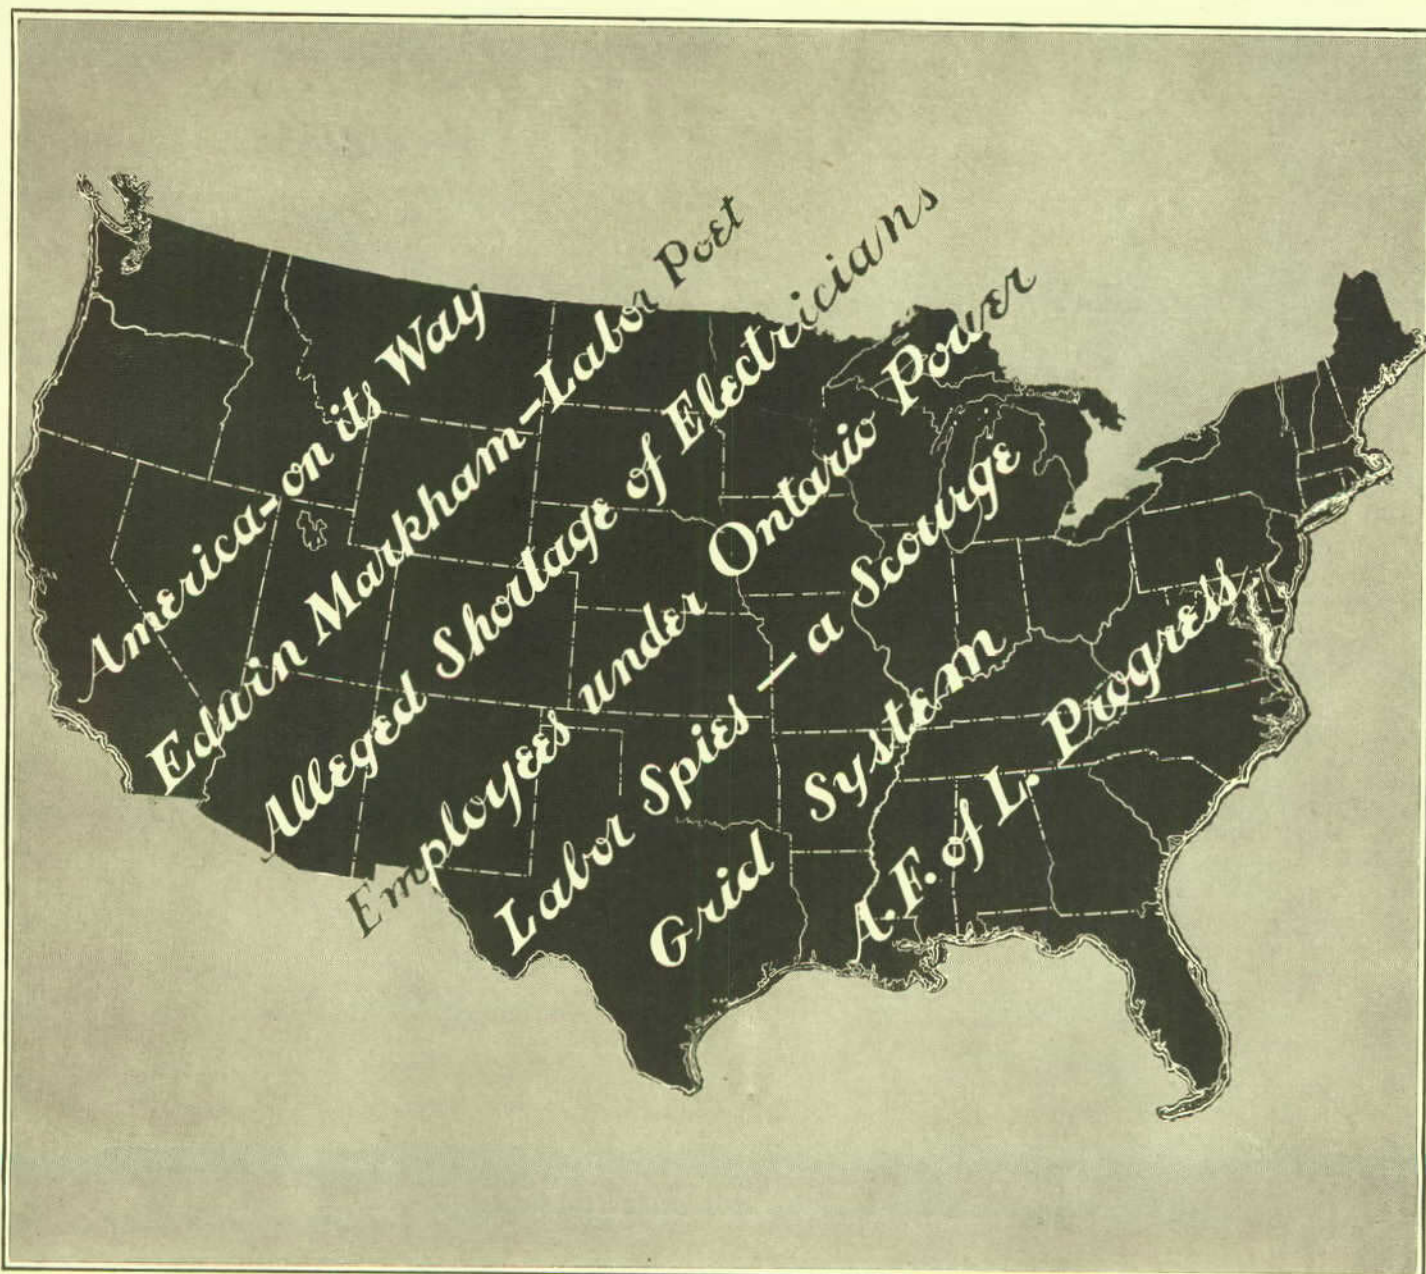 America-on its Way
Edwin Markham-Labor Poet
Alleged Shortage of Electricians
Employees under Ontario Power
Labor Spies - a Scourge
Grid System
A. F. of L. Progress